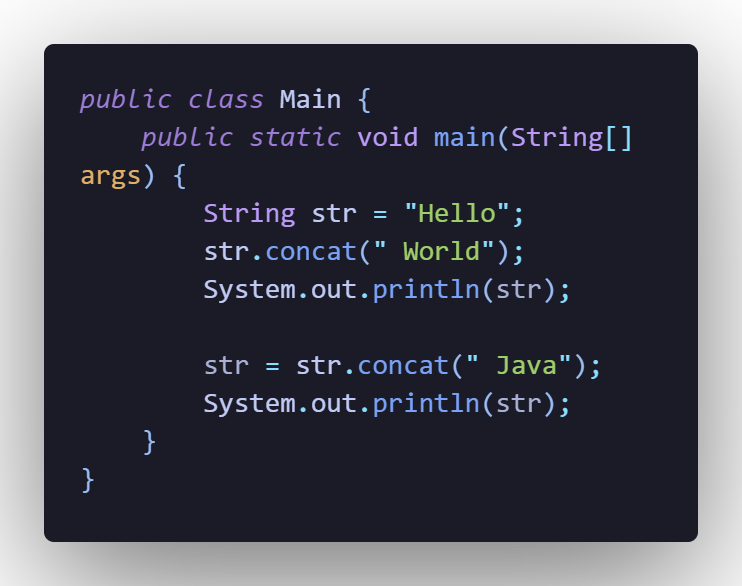 public class Main {
    public static void main(String[]
args) {
        String str = "Hello";
        str.concat(" World");
        System.out.println(str);

        str = str.concat(" Java");
        System.out.println(str);
    }
}